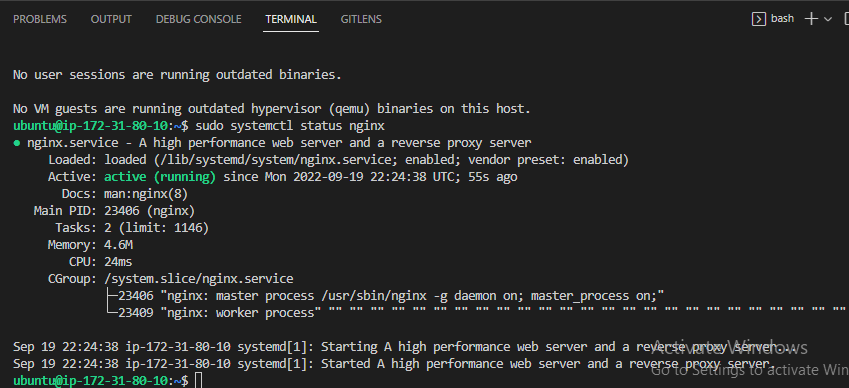 PROBLEMS OUTPUT DEBUG CONSOLE TERMINAL GITLENS bash
No user sessions are running outdated binaries.
No VM guests are running outdated hypervisor (qemu) binaries on this host.
ubuntu@ip-172-31-80-10:~$ sudo systemctl status nginx
● nginx.service - A high performance web server and a reverse proxy server
Loaded: loaded (/lib/systemd/system/nginx.service; enabled; vendor preset: enabled)
Active: active (running) since Mon 2022-09-19 22:24:38 UTC; 55s ago
Docs: man:nginx(8)
Main PID: 23406 (nginx)
Tasks: 2 (limit: 1146)
Memory: 4.6M
CPU: 24ms
CGroup: /system.slice/nginx.service
├─23406 "nginx: master process /usr/sbin/nginx -g daemon on; master_process on;"
└─23409 "nginx: worker process" "" "" "" "" "" "" "" "" "" "" "" "" "" "" "" "" "" "" "" "" "" "" "" "" "" ""
Sep 19 22:24:38 ip-172-31-80-10 systemd[1]: Starting A high performance web server and a reverse proxy server...
Sep 19 22:24:38 ip-172-31-80-10 systemd[1]: Started A high performance web server and a reverse proxy server.
ubuntu@ip-172-31-80-10:~$
Activate Windows
Go to Settings to activate Win